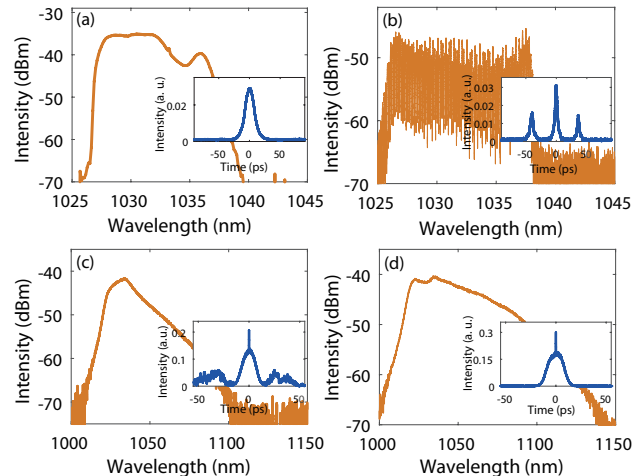 (a)
Intensity (dBm)
-30
-40
-50
-60
-70
1025
1030
1035
1040
1045
Wavelength (nm)
Intensity (a. u.)
0.02
0
-50
0
50
Time (ps)
(b)
Intensity (dBm)
-50
-60
-70
1025
1030
1035
1040
1045
Wavelength (nm)
Intensity (a. u.)
0.03
0.02
0.01
0
-50
0
50
Time (ps)
(c)
Intensity (dBm)
-40
-50
-60
-70
1000
1050
1100
1150
Wavelength (nm)
Intensity (a. u.)
0.2
0.1
0
-50
0
50
Time (ps)
(d)
Intensity (dBm)
-40
-50
-60
-70
1000
1050
1100
1150
Wavelength (nm)
Intensity (a. u.)
0.3
0.15
0
-50
0
50
Time (ps)